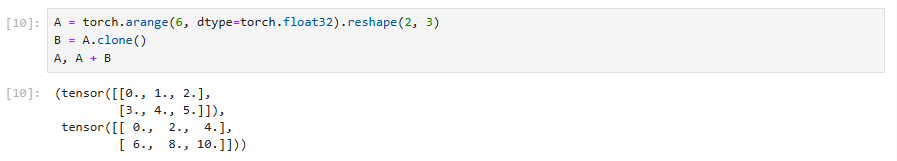 [10]: A = torch.arange(6, dtype=torch.float32).reshape(2, 3)
B = A.clone()
A, A + B
[10]: (tensor([[0., 1., 2.],
[3., 4., 5.]]),
tensor([[ 0.,  2.,  4.],
[ 6.,  8., 10.]]))